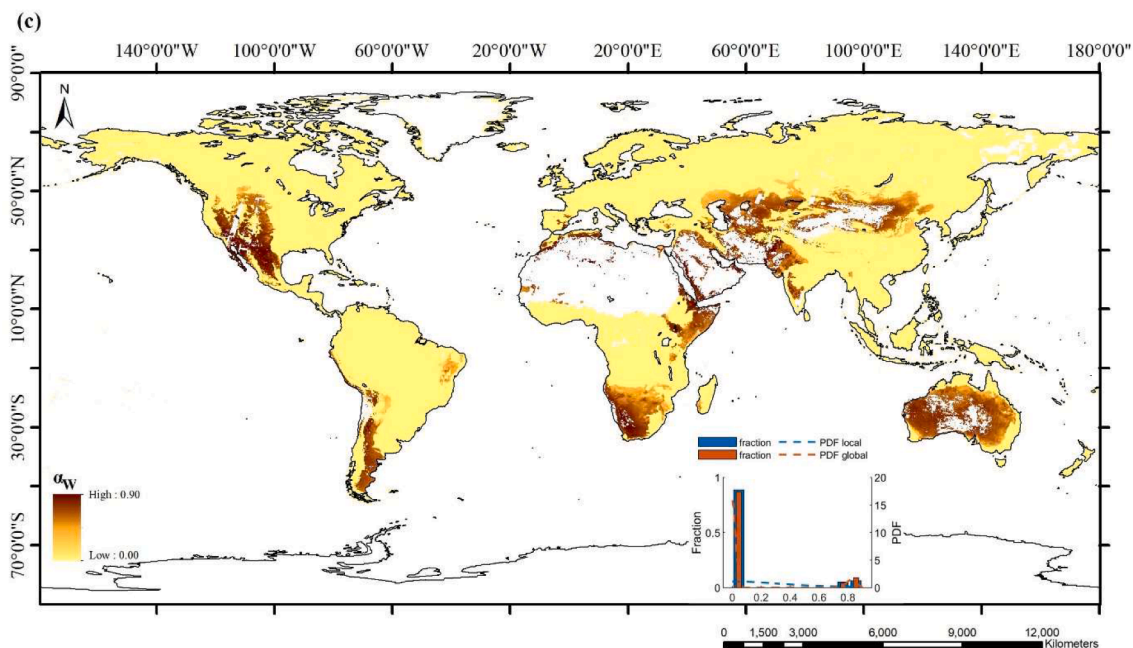 (c)
140°0'0"W 100°0'0"W 60°0'0"W 20°0'0"W 20°0'0"E 60°0'0"E 100°0'0"E 140°0'0"E 180°0'0"
90°0'0"
N
50°0'0"N
10°0'0"N
30°0'0"S
70°0'0"S
fraction PDF local
fraction PDF global
α_W
High : 0.90
Low : 0.00
1 20
15
0.5 10
5
0 0
Fraction
PDF
0 0.2 0.4 0.6 0.8
0 1,500 3,000 6,000 9,000 12,000
Kilometers